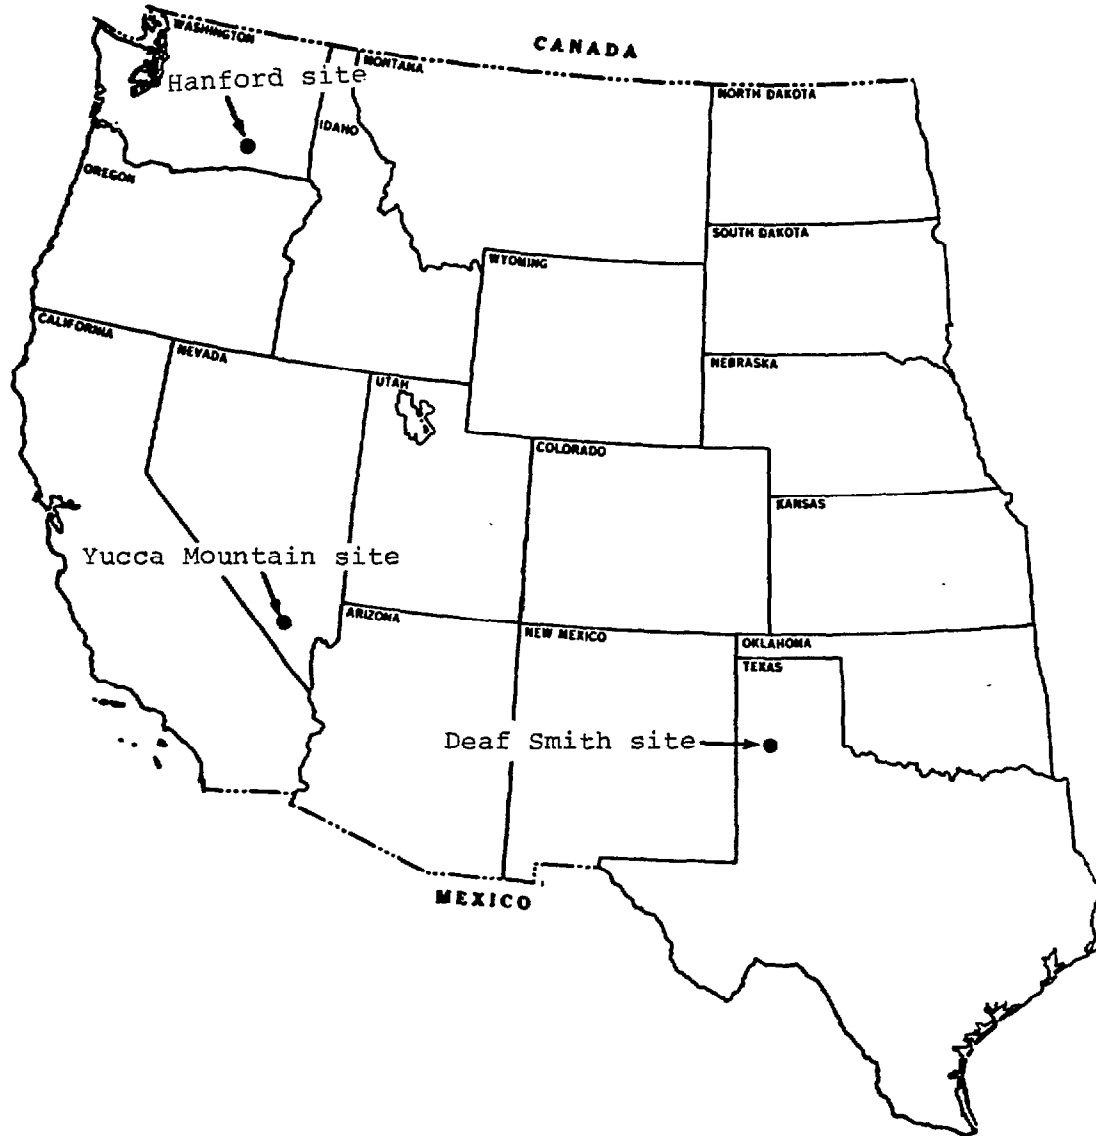 CANADA
WASHINGTON
MONTANA
Hanford site
NORTH DAKOTA
IDAHO
OREGON
SOUTH DAKOTA
WYOMING
CALIFORNIA
NEVADA
NEBRASKA
UTAH
COLORADO
KANSAS
Yucca Mountain site
ARIZONA
NEW MEXICO
OKLAHOMA
TEXAS
Deaf Smith site
MEXICO